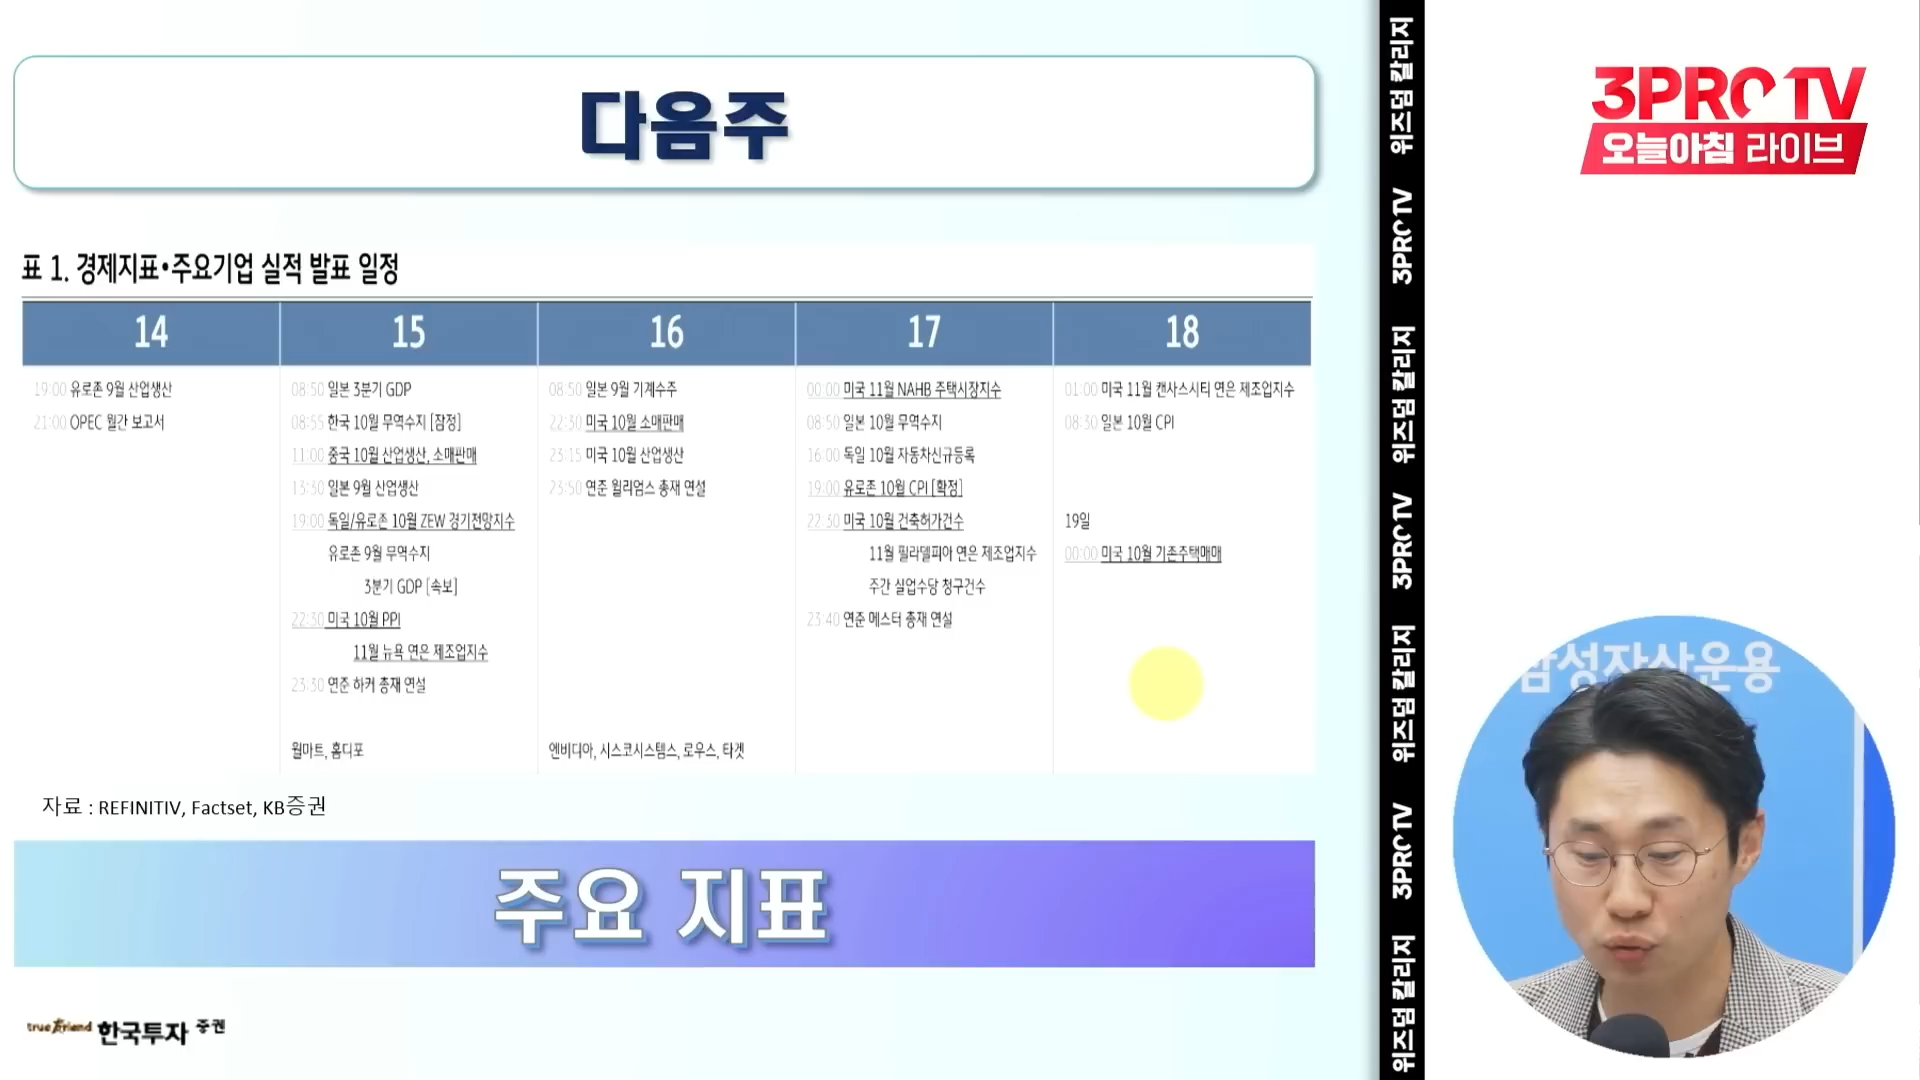 다음주
표 1. 경제지표•주요기업 실적 발표 일정
14
19:00 유로존 9월 산업생산
21:00 OPEC 월간 보고서
15
08:50 일본 3분기 GDP
08:55 한국 10월 무역수지 [잠정]
11:00 중국 10월 산업생산, 소매판매
13:30 일본 9월 산업생산
19:00 독일/유로존 10월 ZEW 경기전망지수
유로존 9월 무역수지
3분기 GDP [속보]
22:30 미국 10월 PPI
11월 뉴욕 연은 제조업지수
23:30 연준 하커 총재 연설
월마트, 홈디포
16
08:50 일본 9월 기계수주
22:30 미국 10월 소매판매
23:15 미국 10월 산업생산
23:50 연준 윌리엄스 총재 연설
엔비디아, 시스코시스템스, 로우스, 타겟
17
00:00 미국 11월 NAHB 주택시장지수
08:50 일본 10월 무역수지
16:00 독일 10월 자동차신규등록
19:00 유로존 10월 CPI [확정]
22:30 미국 10월 건축허가건수
11월 필라델피아 연은 제조업지수
주간 실업수당 청구건수
23:40 연준 메스터 총재 연설
18
01:00 미국 11월 캔사스시티 연은 제조업지수
08:30 일본 10월 CPI
19일
00:00 미국 10월 기존주택매매
자료 : REFINITIV, Factset, KB증권
주요 지표
true friend 한국투자 증권
위즈덤 칼리지
3PRO TV
위즈덤 칼리지
3PRO TV
위즈덤 칼리지
3PRO TV
위즈덤 칼리지
3PRO TV
오늘아침 라이브
삼성자산운용